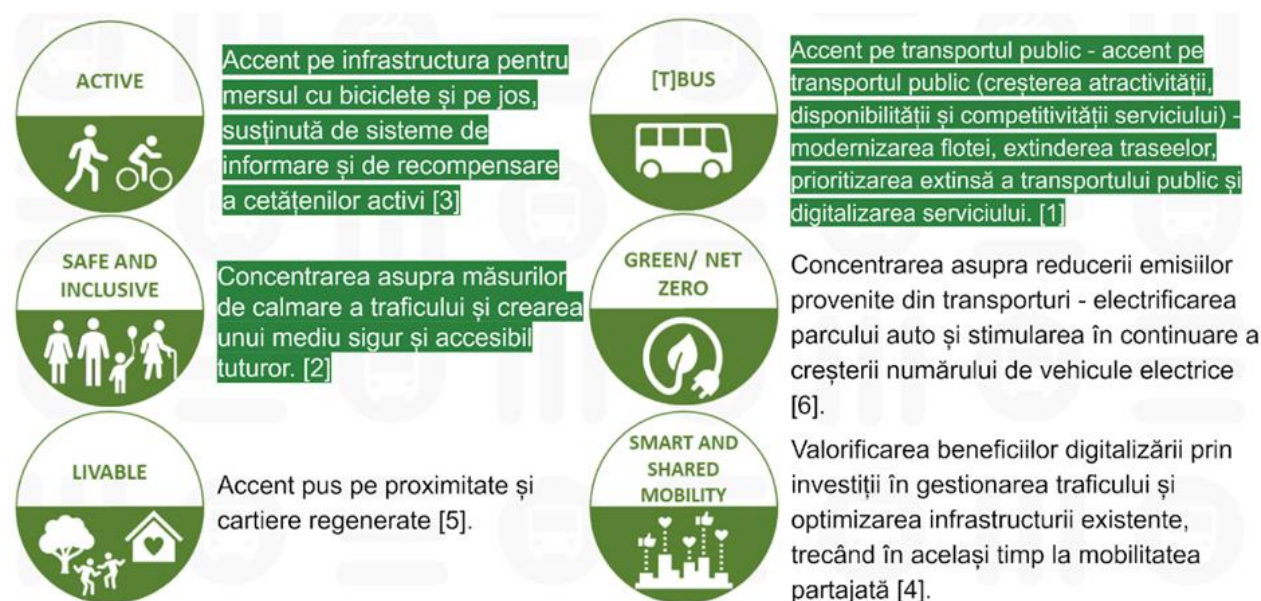 ACTIVE
Accent pe infrastructura pentru
mersul cu biciclete și pe jos,
susținută de sisteme de
informare și de recompensare
a cetățenilor activi [3]
[T]BUS
Accent pe transportul public - accent pe
transportul public (creșterea atractivității,
disponibilității și competitivității serviciului) -
modernizarea flotei, extinderea traseelor,
prioritizarea extinsă a transportului public și
digitalizarea serviciului. [1]
SAFE AND
INCLUSIVE
Concentrarea asupra măsurilor
de calmare a traficului și crearea
unui mediu sigur și accesibil
tuturor. [2]
GREEN/ NET
ZERO
Concentrarea asupra reducerii emisiilor
provenite din transporturi - electrificarea
parcului auto și stimularea în continuare a
creșterii numărului de vehicule electrice
[6].
LIVABLE
Accent pus pe proximitate și
cartiere regenerate [5].
SMART AND
SHARED
MOBILITY
Valorificarea beneficiilor digitalizării prin
investiții în gestionarea traficului și
optimizarea infrastructurii existente,
trecând în același timp la mobilitatea
partajată [4].